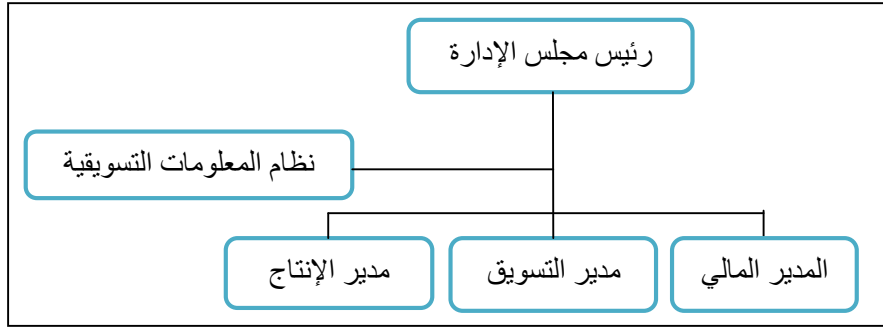 رئيس مجلس الإدارة
نظام المعلومات التسويقية
المدير المالي
مدير التسويق
مدير الإنتاج